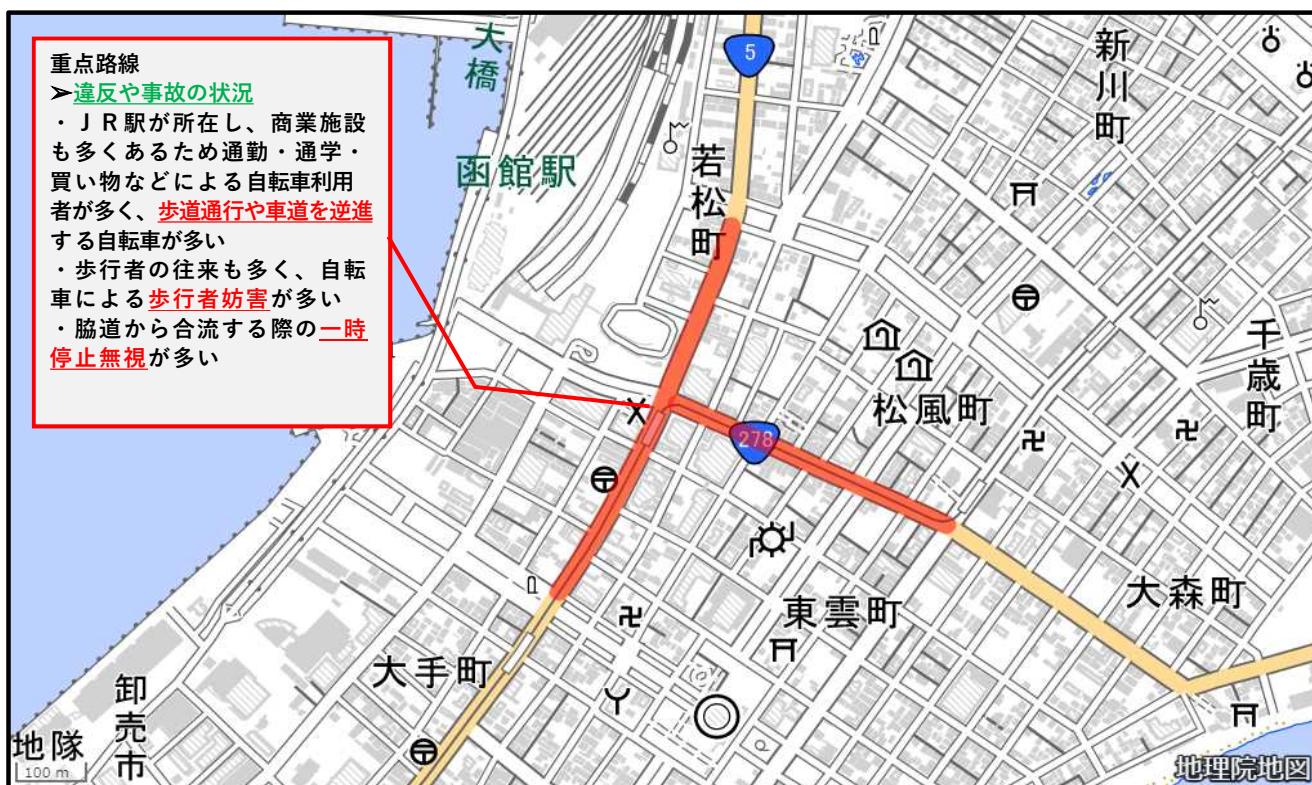 重点路線
➢違反や事故の状況
・ＪＲ駅が所在し、商業施設
も多くあるため通勤・通学・
買い物などによる自転車利用
者が多く、歩道通行や車道を逆進
する自転車が多い
・歩行者の往来も多く、自転
車による歩行者妨害が多い
・脇道から合流する際の一時
停止無視が多い
大橋
5
新川町
函館駅
若松町
千歳町
松風町
278
大森町
東雲町
大手町
卸売市
地隊
100 m
地理院地図